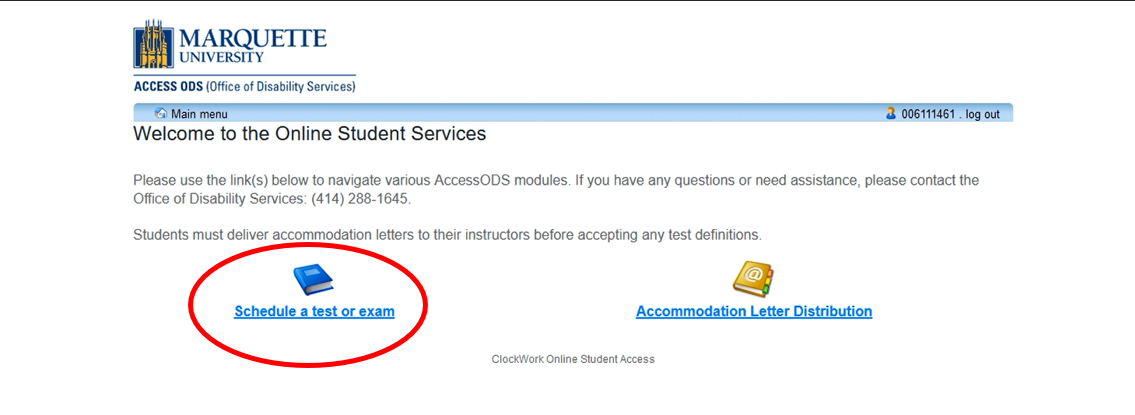 MARQUETTE
UNIVERSITY
ACCESS ODS (Office of Disability Services)
Main menu
006111461 . log out
Welcome to the Online Student Services
Please use the link(s) below to navigate various AccessODS modules. If you have any questions or need assistance, please contact the
Office of Disability Services: (414) 288-1645.
Students must deliver accommodation letters to their instructors before accepting any test definitions.
@
Schedule a test or exam
Accommodation Letter Distribution
ClockWork Online Student Access